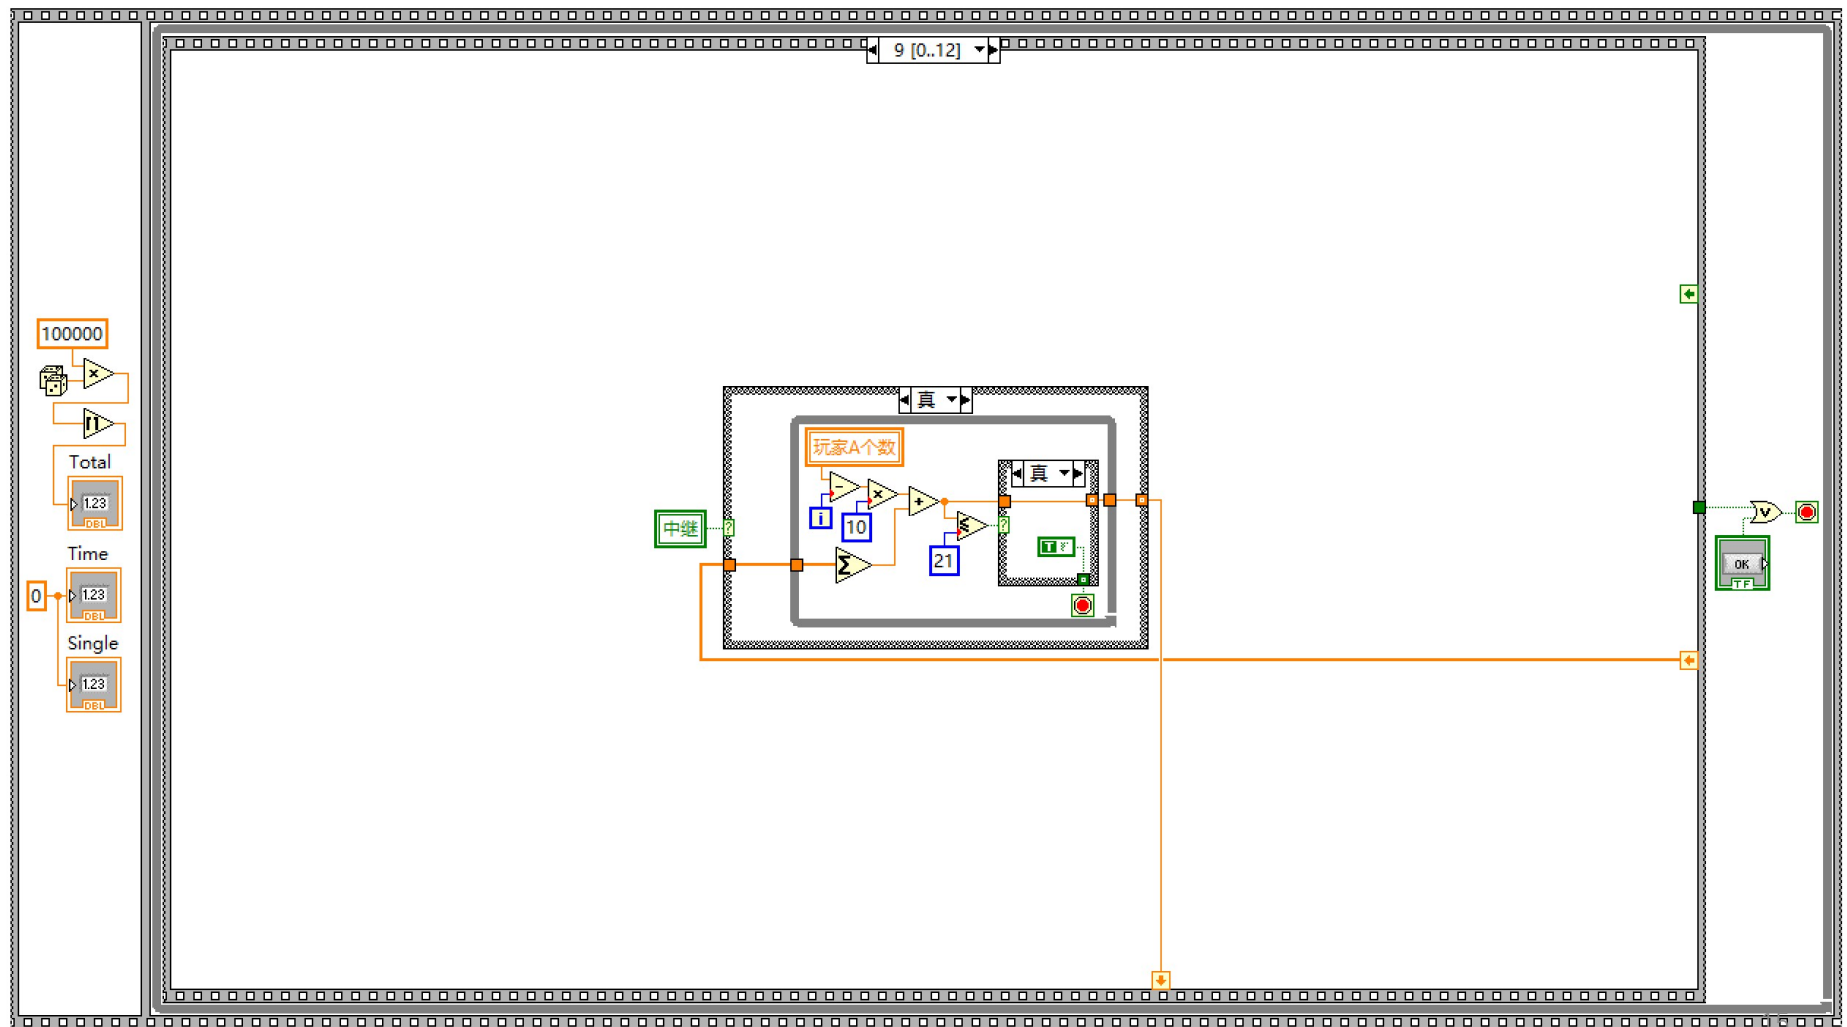 9 [0..12]
100000
Total
1.23
DBL
Time
0
1.23
DBL
Single
1.23
DBL
真
玩家A个数
i
10
中继
21
真
T
OK
TF